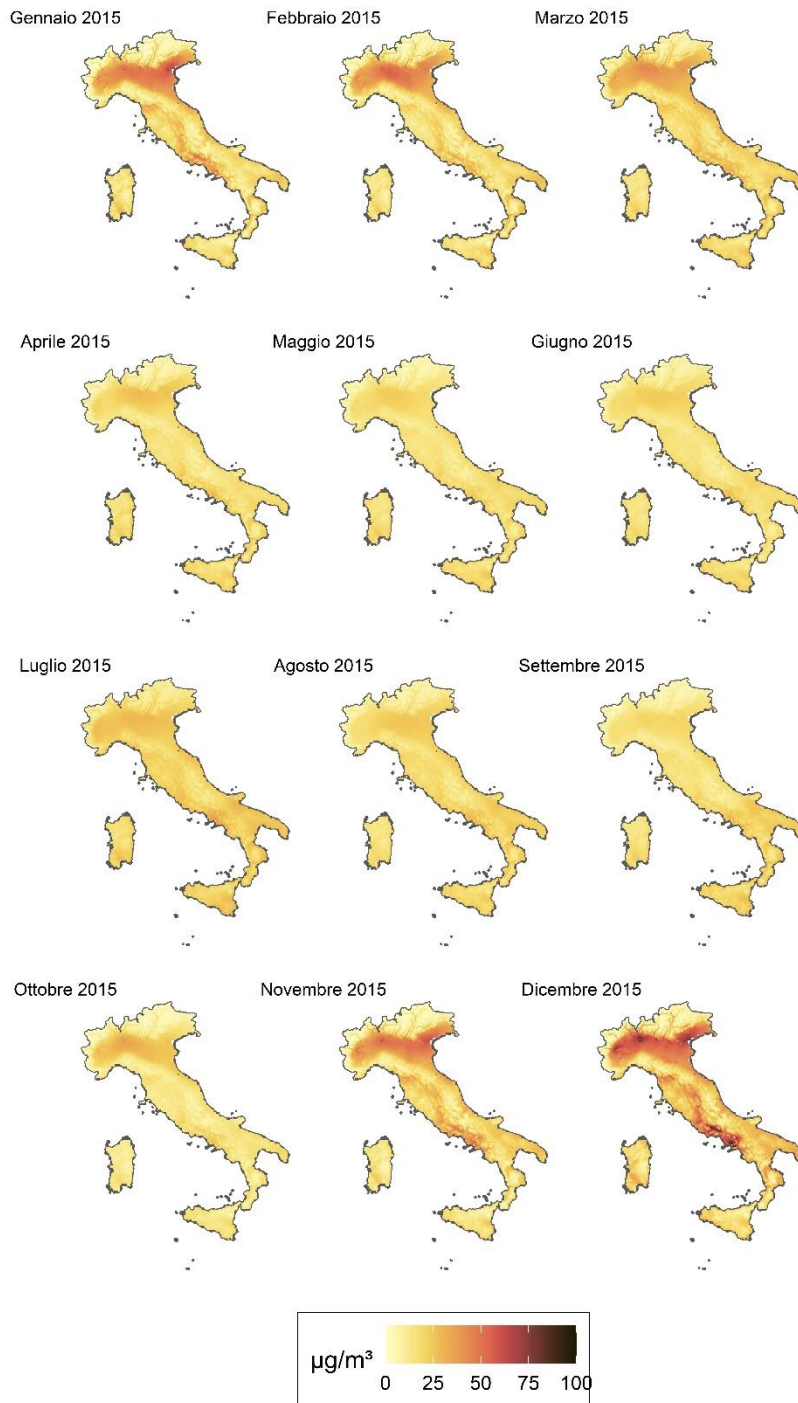 Gennaio 2015
Febbraio 2015
Marzo 2015
Aprile 2015
Maggio 2015
Giugno 2015
Luglio 2015
Agosto 2015
Settembre 2015
Ottobre 2015
Novembre 2015
Dicembre 2015
µg/m³
0 25 50 75 100